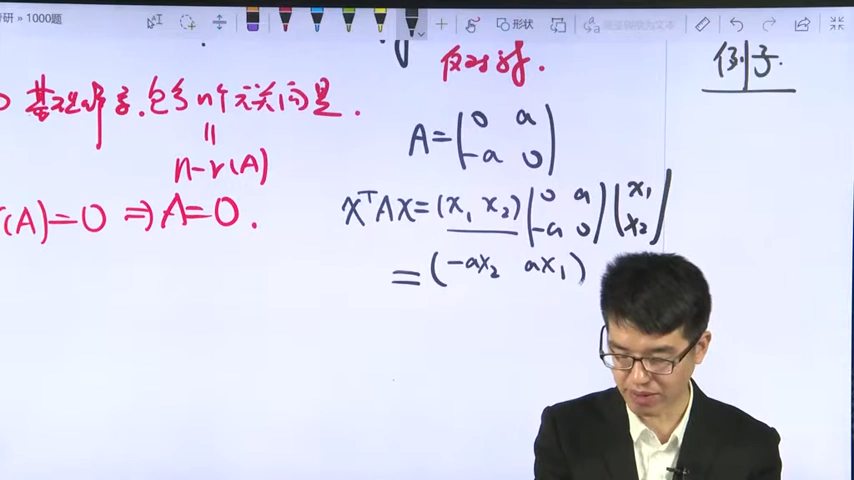 考研 » 1000题
形状
例子.
反对称.
① 基础解系.包含n个无关向量.
=
n-r(A)
r(A)=0 ⇒ A=0.
A=(0 a
-a 0)
XᵀAX=(x₁ x₂)(0 a
-a 0)(x₁
x₂)
=(-ax₂ ax₁)